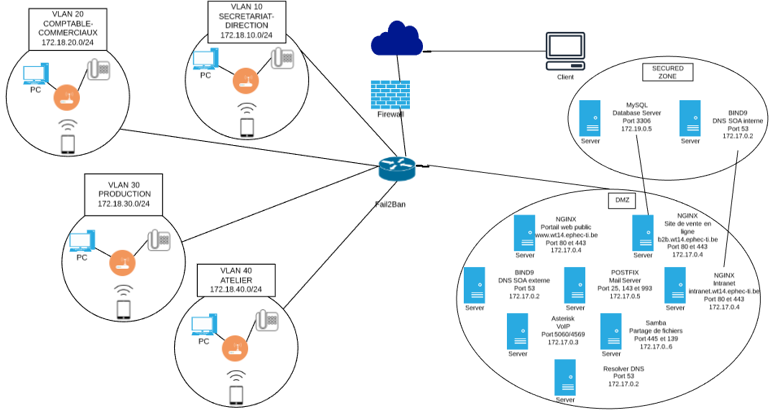 VLAN 20
COMPTABLE-
COMMERCIAUX
172.18.20.0/24
PC
VLAN 10
SECRETARIAT-
DIRECTION
172.18.10.0/24
PC
Client
Firewall
Fail2Ban
SECURED
ZONE
MySQL
Database Server
Port 3306
172.19.0.5
Server
BIND9
DNS SOA interne
Port 53
172.17.0.2
Server
VLAN 30
PRODUCTION
172.18.30.0/24
PC
VLAN 40
ATELIER
172.18.40.0/24
PC
DMZ
NGINX
Portail web public
www.wt14.ephec-ti.be
Port 80 et 443
172.17.0.4
Server
NGINX
Site de vente en
ligne
b2b.wt14.ephec-ti.be
Port 80 et 443
172.17.0.4
Server
BIND9
DNS SOA externe
Port 53
172.17.0.2
Server
POSTFIX
Mail Server
Port 25, 143 et 993
172.17.0.5
Server
NGINX
Intranet
intranet.wt14.ephec-ti.be
Port 80 et 443
172.17.0.4
Server
Asterisk
VoIP
Port 5060/4569
172.17.0.3
Server
Samba
Partage de fichiers
Port 445 et 139
172.17.0..6
Server
Resolver DNS
Port 53
172.17.0.2
Server